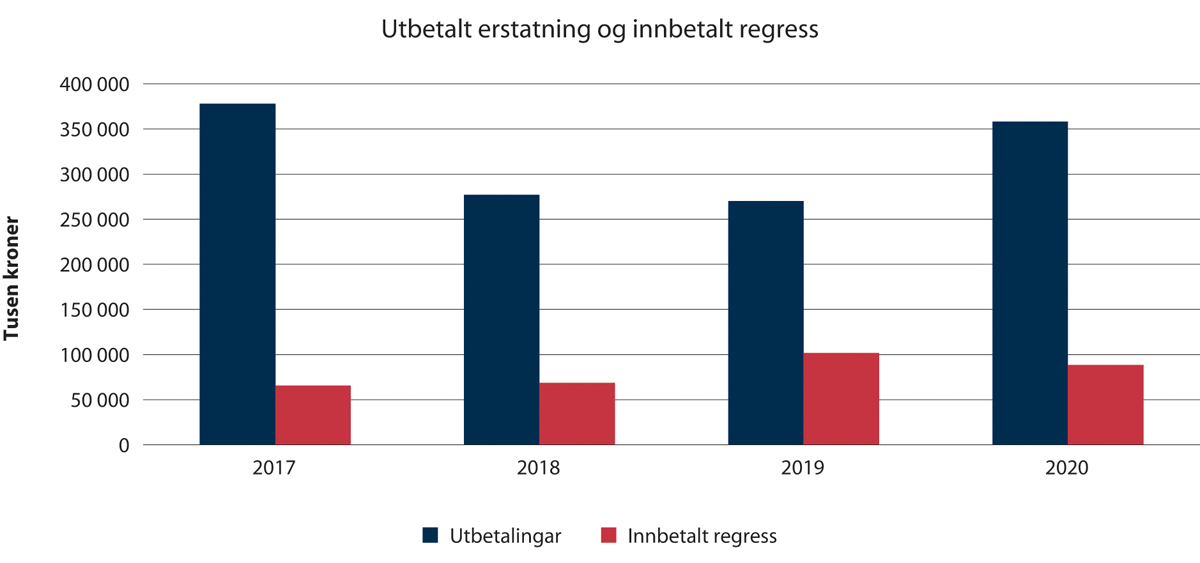 Utbetalt erstatning og innbetalt regress
Tusen kroner
400 000
350 000
300 000
250 000
200 000
150 000
100 000
50 000
0
2017 2018 2019 2020
Utbetalingar Innbetalt regress